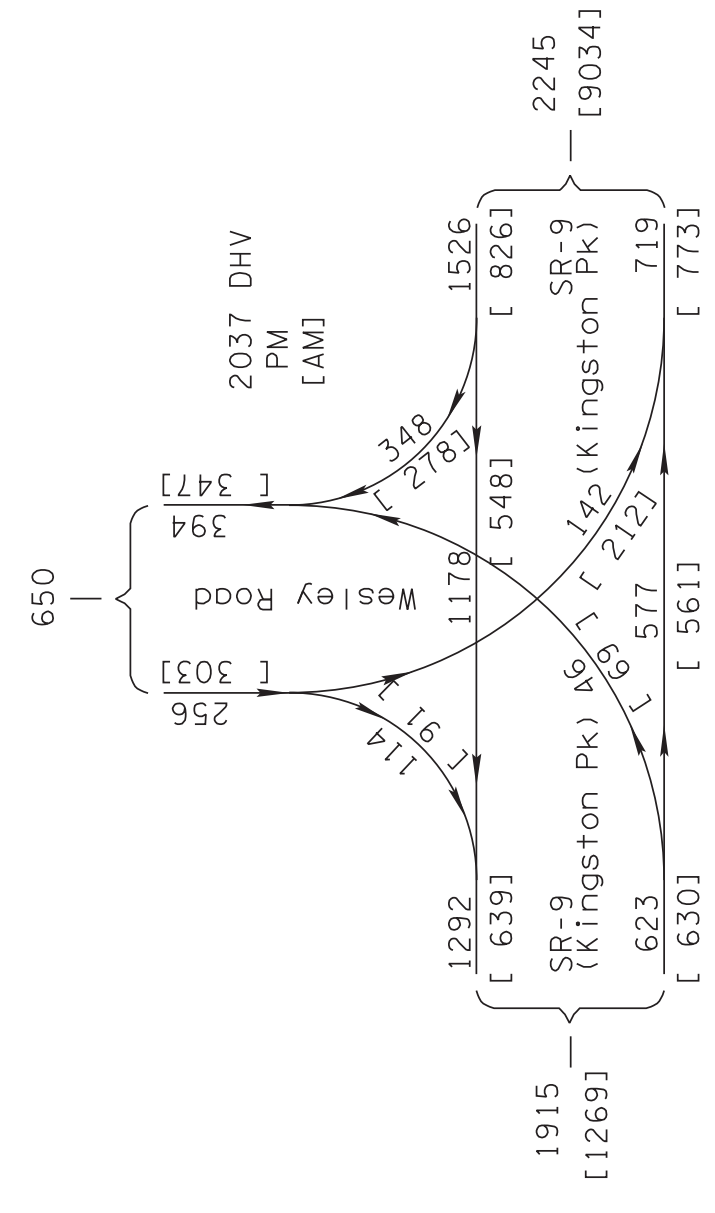 650
2037 DHV
PM
[AM]
394
[ 347]
256
[ 303]
Wesley Road
348
[ 278]
114
[ 91 ]
1526
[ 826]
1178
[ 548]
1292
[ 639]
2245
[9034]
SR-9
(Kingston Pk)
SR-9
(Kingston Pk)
142
[ 212]
46
[ 69 ]
719
[ 773]
577
[ 561]
623
[ 630]
1915
[1269]